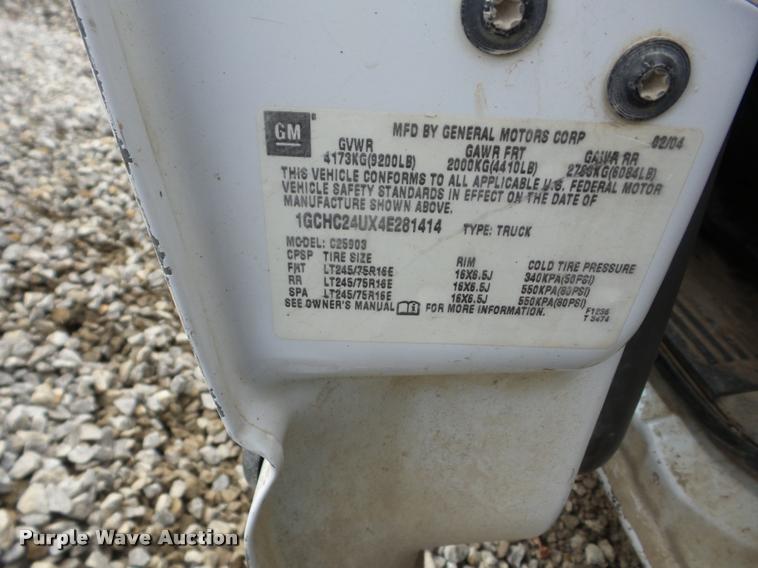 GM
®
MFD BY GENERAL MOTORS CORP 02/04
GVWR GAWR FRT GAWR RR
4173KG(9200LB) 2000KG(4410LB) 2760KG(6084LB)
THIS VEHICLE CONFORMS TO ALL APPLICABLE U.S. FEDERAL MOTOR
VEHICLE SAFETY STANDARDS IN EFFECT ON THE DATE OF
MANUFACTURE SHOWN ABOVE.
1GCHC24UX4E281414 TYPE: TRUCK
MODEL: C25903
CPSP TIRE SIZE RIM COLD TIRE PRESSURE
FRT LT245/75R16E 16X6.5J 340KPA(50PSI)
RR LT245/75R16E 16X6.5J 550KPA(80PSI)
SPA LT245/75R16E 16X6.5J 550KPA(80PSI)
SEE OWNER'S MANUAL FOR MORE INFORMATION.
F1236
T 3474
Purple Wave Auction